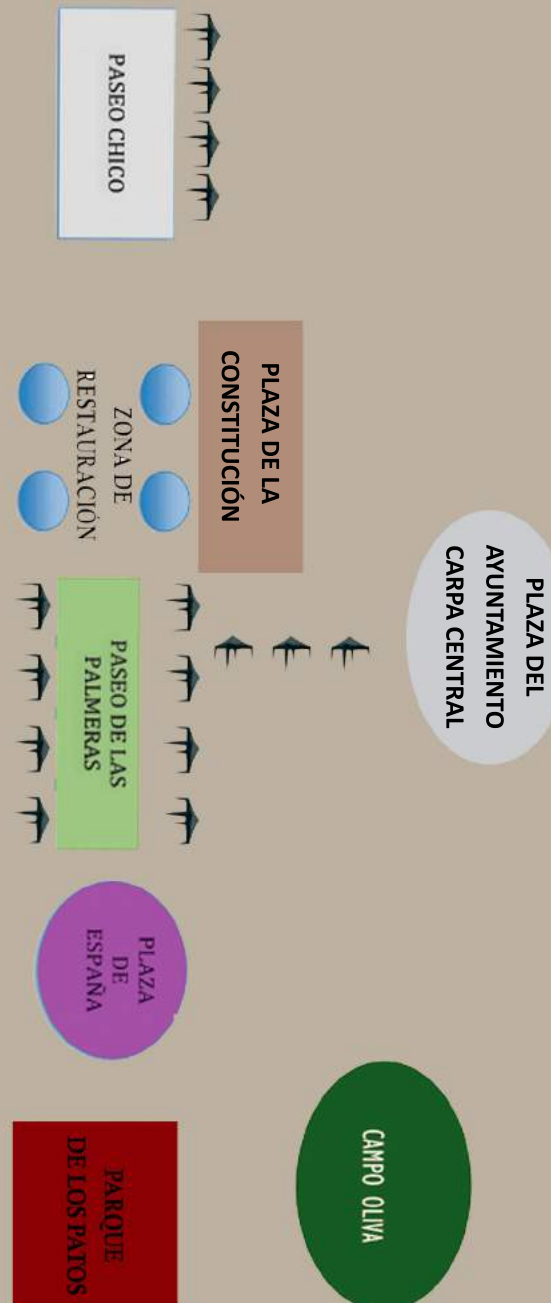 PASEO CHICO
PLAZA DE LA
CONSTITUCIÓN
ZONA DE
RESTAURACIÓN
PLAZA DEL
AYUNTAMIENTO
CARPA CENTRAL
PASEO DE LAS
PALMERAS
PLAZA
DE
ESPAÑA
CAMPO OLIVA
PARQUE
DE LOS PATOS